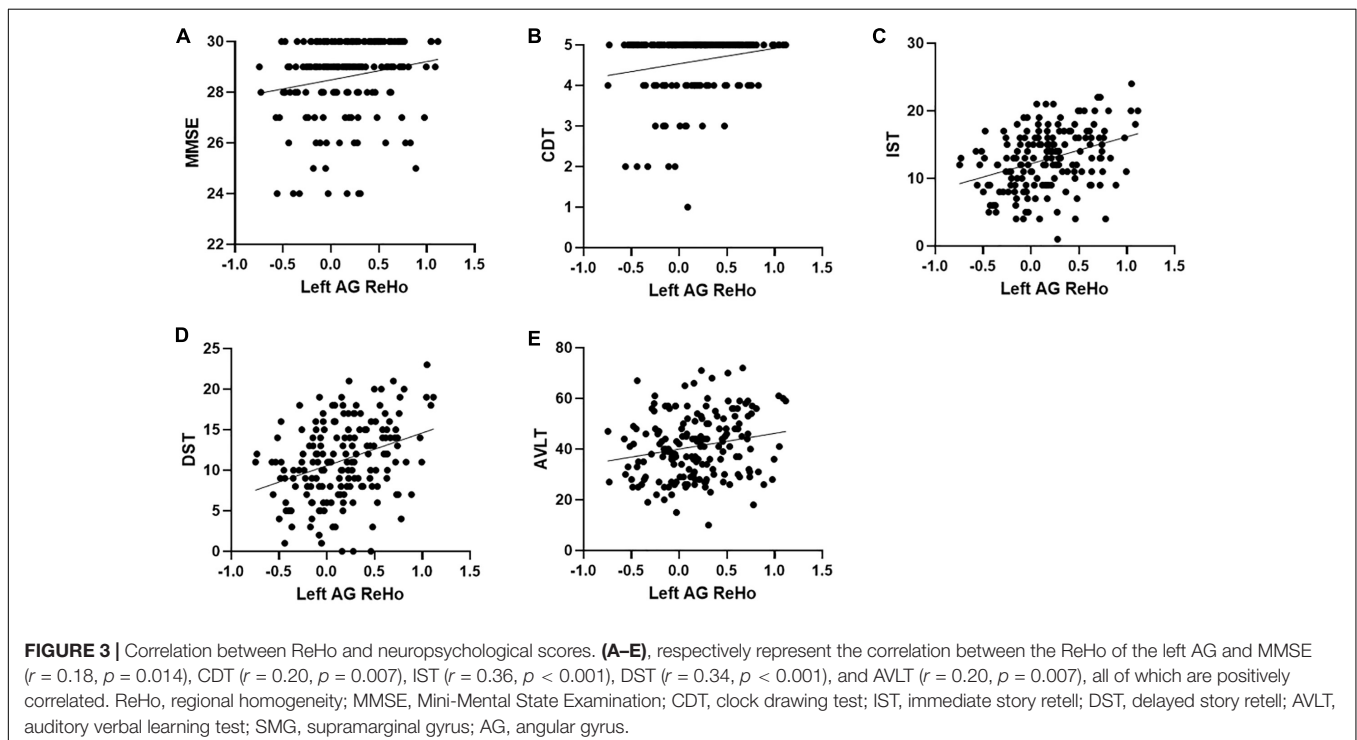 A
30
28
26
24
22
MMSE
-1.0 -0.5 0.0 0.5 1.0 1.5
Left AG ReHo
B
5
4
3
2
1
0
CDT
-1.0 -0.5 0.0 0.5 1.0 1.5
Left AG ReHo
C
30
20
10
0
IST
-1.0 -0.5 0.0 0.5 1.0 1.5
Left AG ReHo
D
25
20
15
10
5
0
DST
-1.0 -0.5 0.0 0.5 1.0 1.5
Left AG ReHo
E
80
60
40
20
0
AVLT
-1.0 -0.5 0.0 0.5 1.0 1.5
Left AG ReHo
FIGURE 3 | Correlation between ReHo and neuropsychological scores. (A–E), respectively represent the correlation between the ReHo of the left AG and MMSE
(r = 0.18, p = 0.014), CDT (r = 0.20, p = 0.007), IST (r = 0.36, p < 0.001), DST (r = 0.34, p < 0.001), and AVLT (r = 0.20, p = 0.007), all of which are positively
correlated. ReHo, regional homogeneity; MMSE, Mini-Mental State Examination; CDT, clock drawing test; IST, immediate story retell; DST, delayed story retell; AVLT,
auditory verbal learning test; SMG, supramarginal gyrus; AG, angular gyrus.